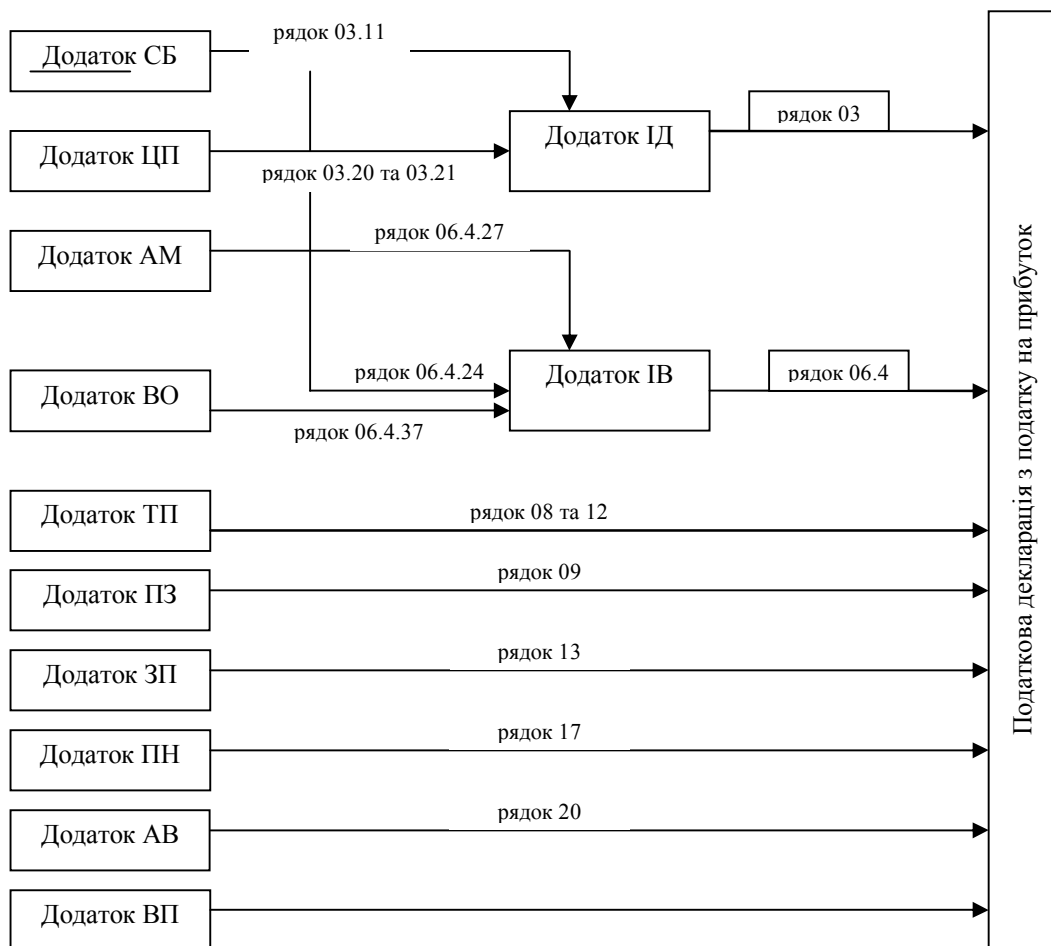 рядок 03.11
Додаток СБ
рядок 03
Додаток ЦП
Додаток ІД
рядок 03.20 та 03.21
рядок 06.4.27
Додаток АМ
рядок 06.4.24
Додаток ІВ
рядок 06.4
Додаток ВО
рядок 06.4.37
Додаток ТП
рядок 08 та 12
рядок 09
Додаток ПЗ
рядок 13
Додаток ЗП
рядок 17
Додаток ПН
рядок 20
Додаток АВ
Додаток ВП
Податкова декларація з податку на прибуток